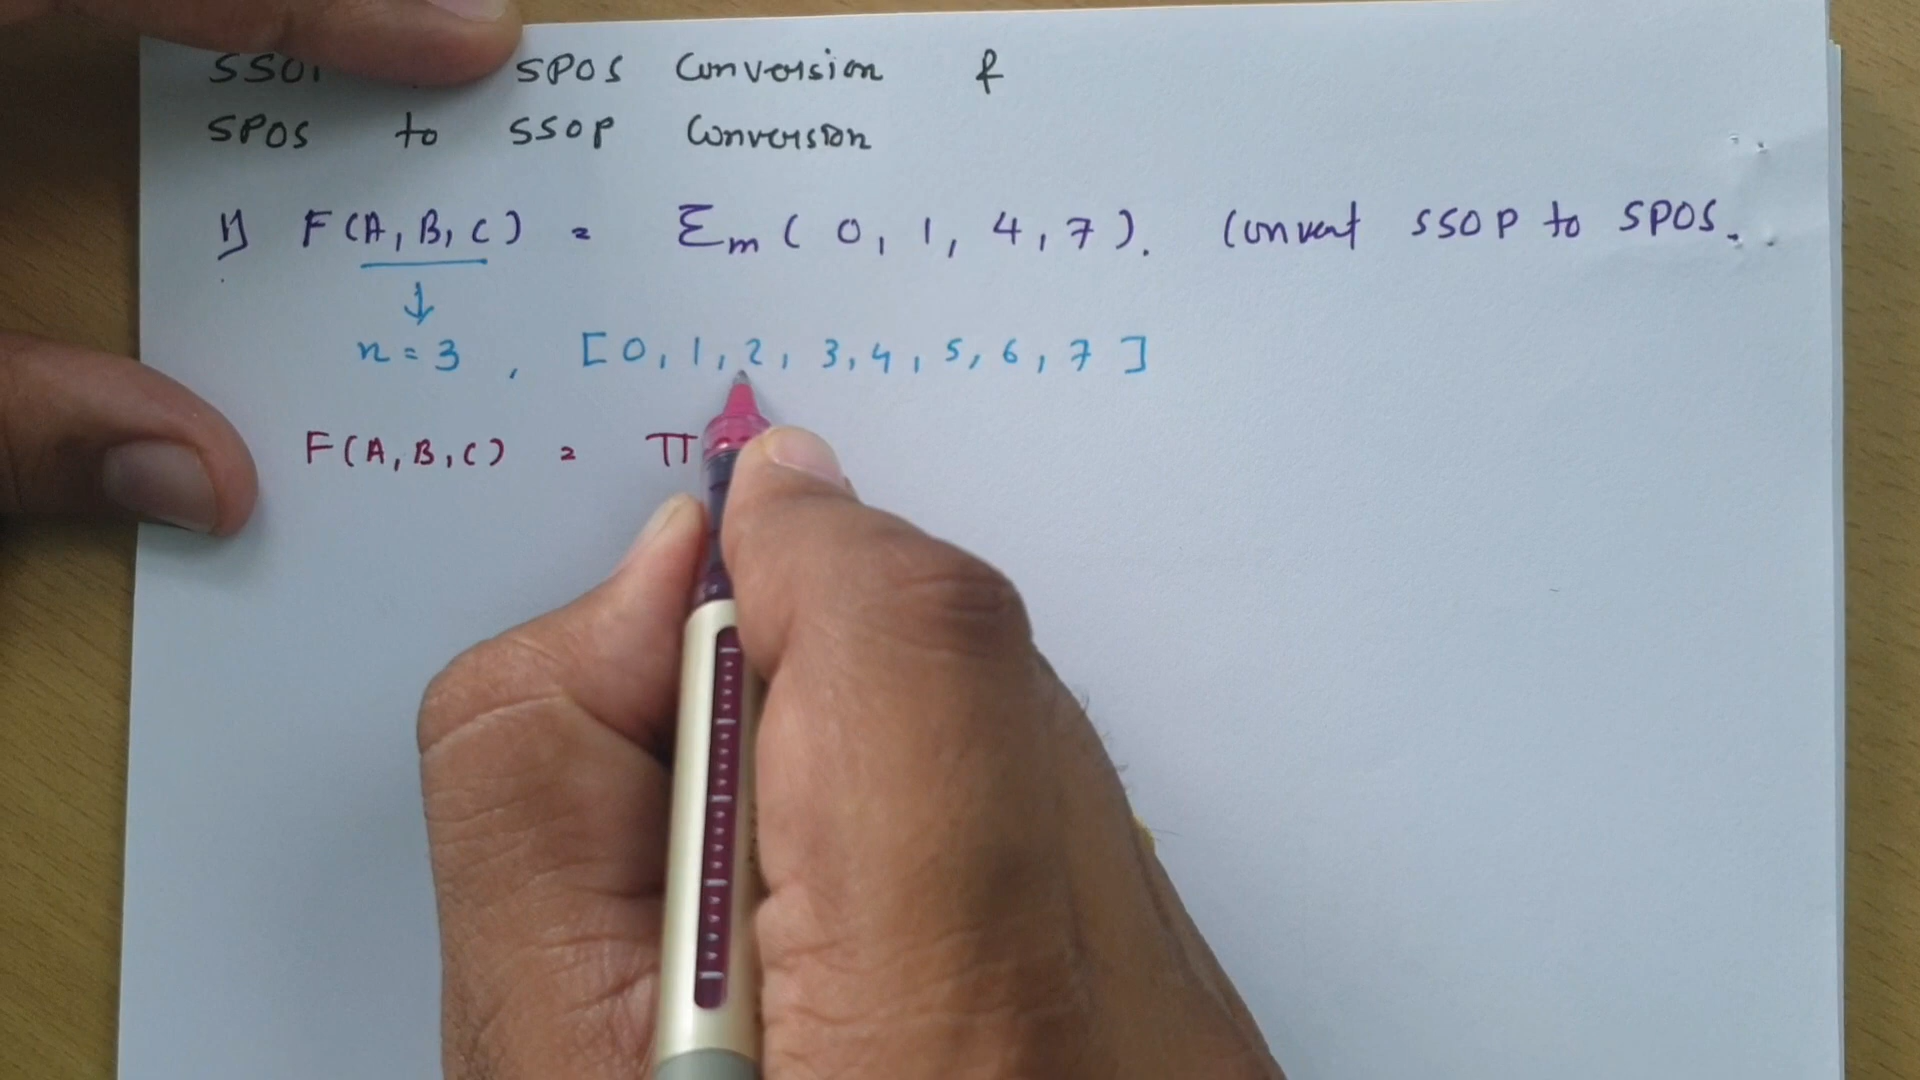 SPOS Conversion &
SPOS to SSOP Conversion
1) F(A, B, C) = Σm ( 0, 1, 4, 7 ). Convert SSOP to SPOS.
↓
n = 3 , [ 0, 1, 2, 3, 4, 5, 6, 7 ]
F(A, B, C) = π